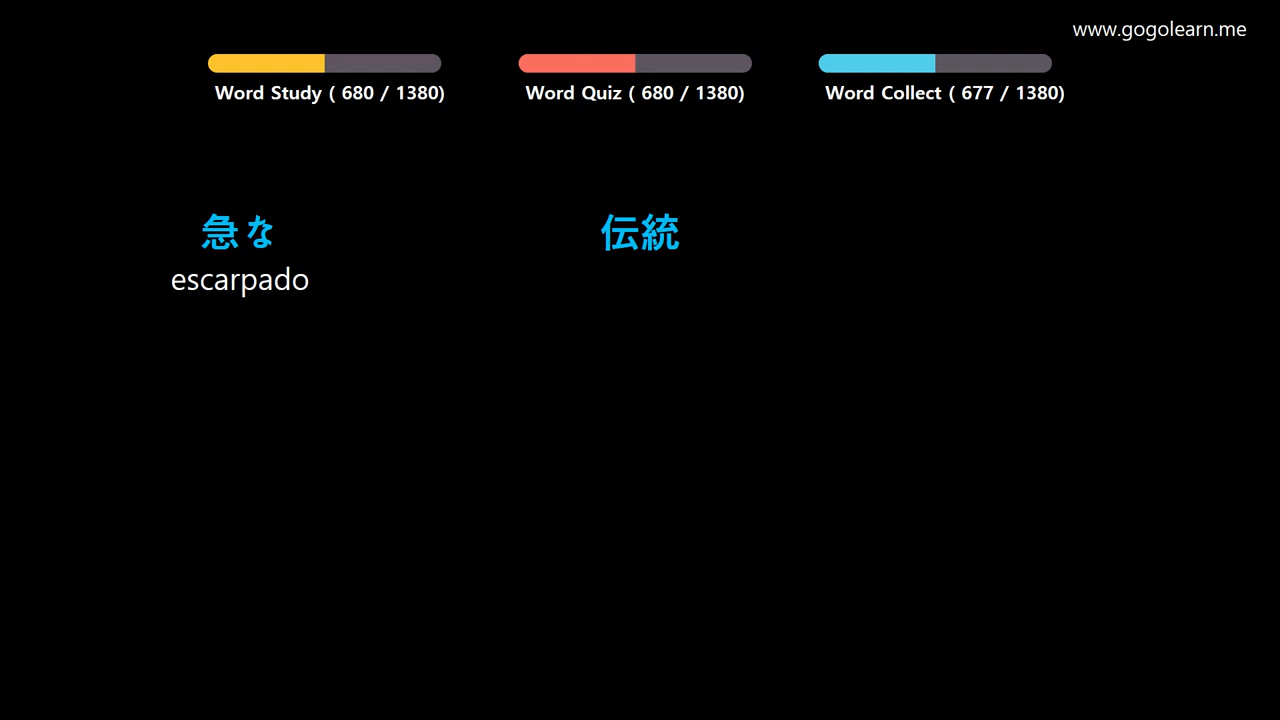 www.gogolearn.me
Word Study ( 680 / 1380)
Word Quiz ( 680 / 1380)
Word Collect ( 677 / 1380)
急な
伝統
escarpado